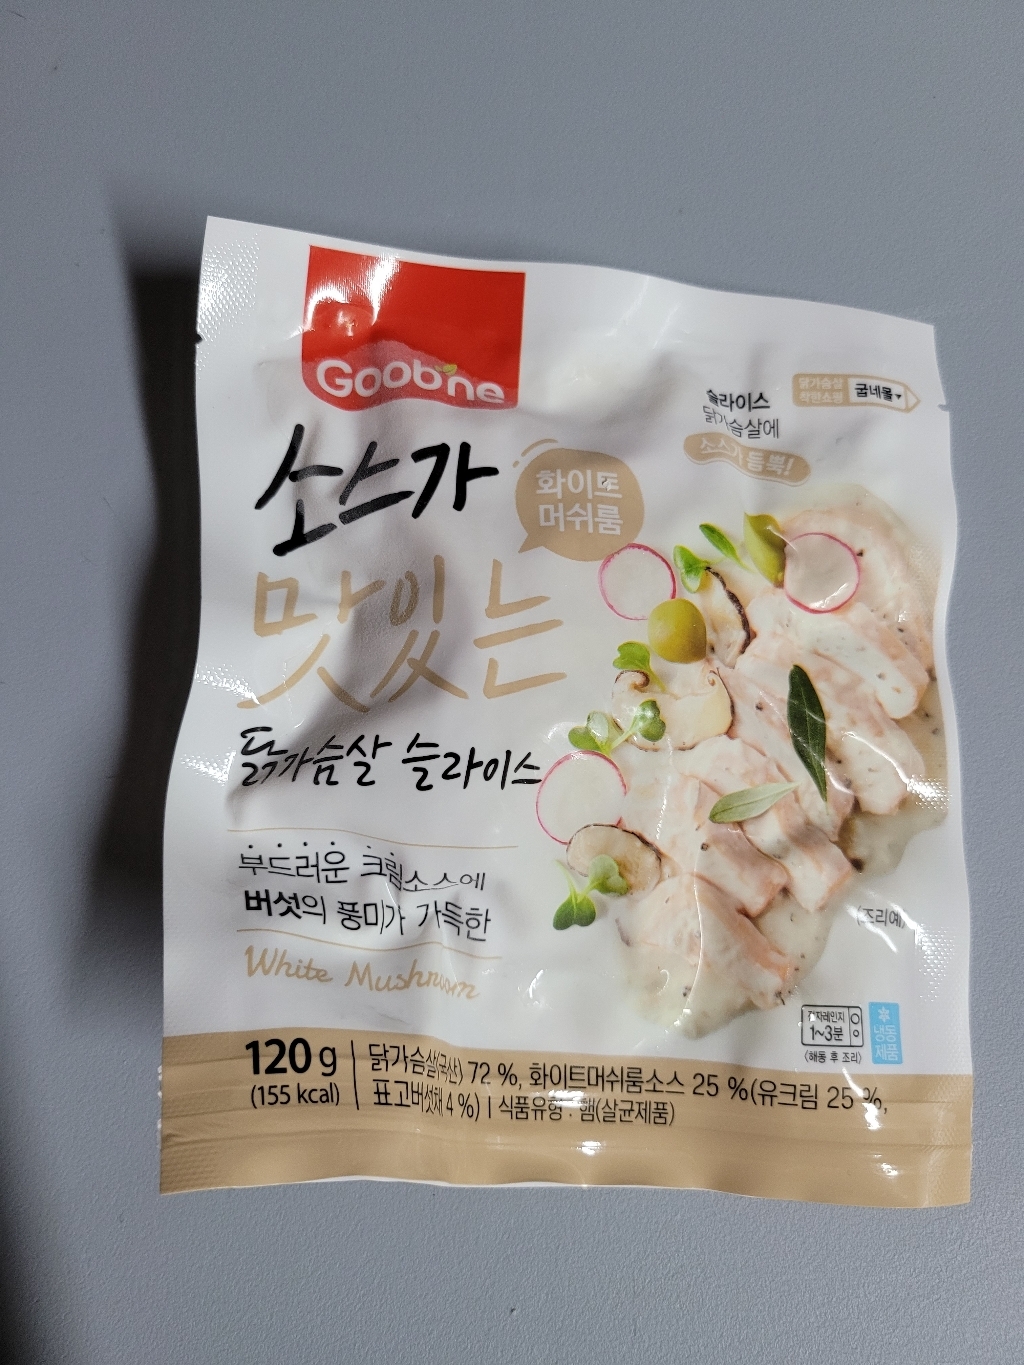 Goobne
소스가
맛있는
닭가슴살 슬라이스
화이트
머쉬룸
슬라이스
닭가슴살에
소스가 듬뿍!
닭가슴살
착한쇼핑
굽네몰
부드러운 크림소스에
버섯의 풍미가 가득한
White Mushroom
(조리예)
전자레인지
1~3분
(해동 후 조리)
냉동
제품
120 g
(155 kcal)
닭가슴살(국산) 72 %, 화이트머쉬룸소스 25 %(유크림 25 %,
표고버섯채 4 %) | 식품유형 : 햄(살균제품)